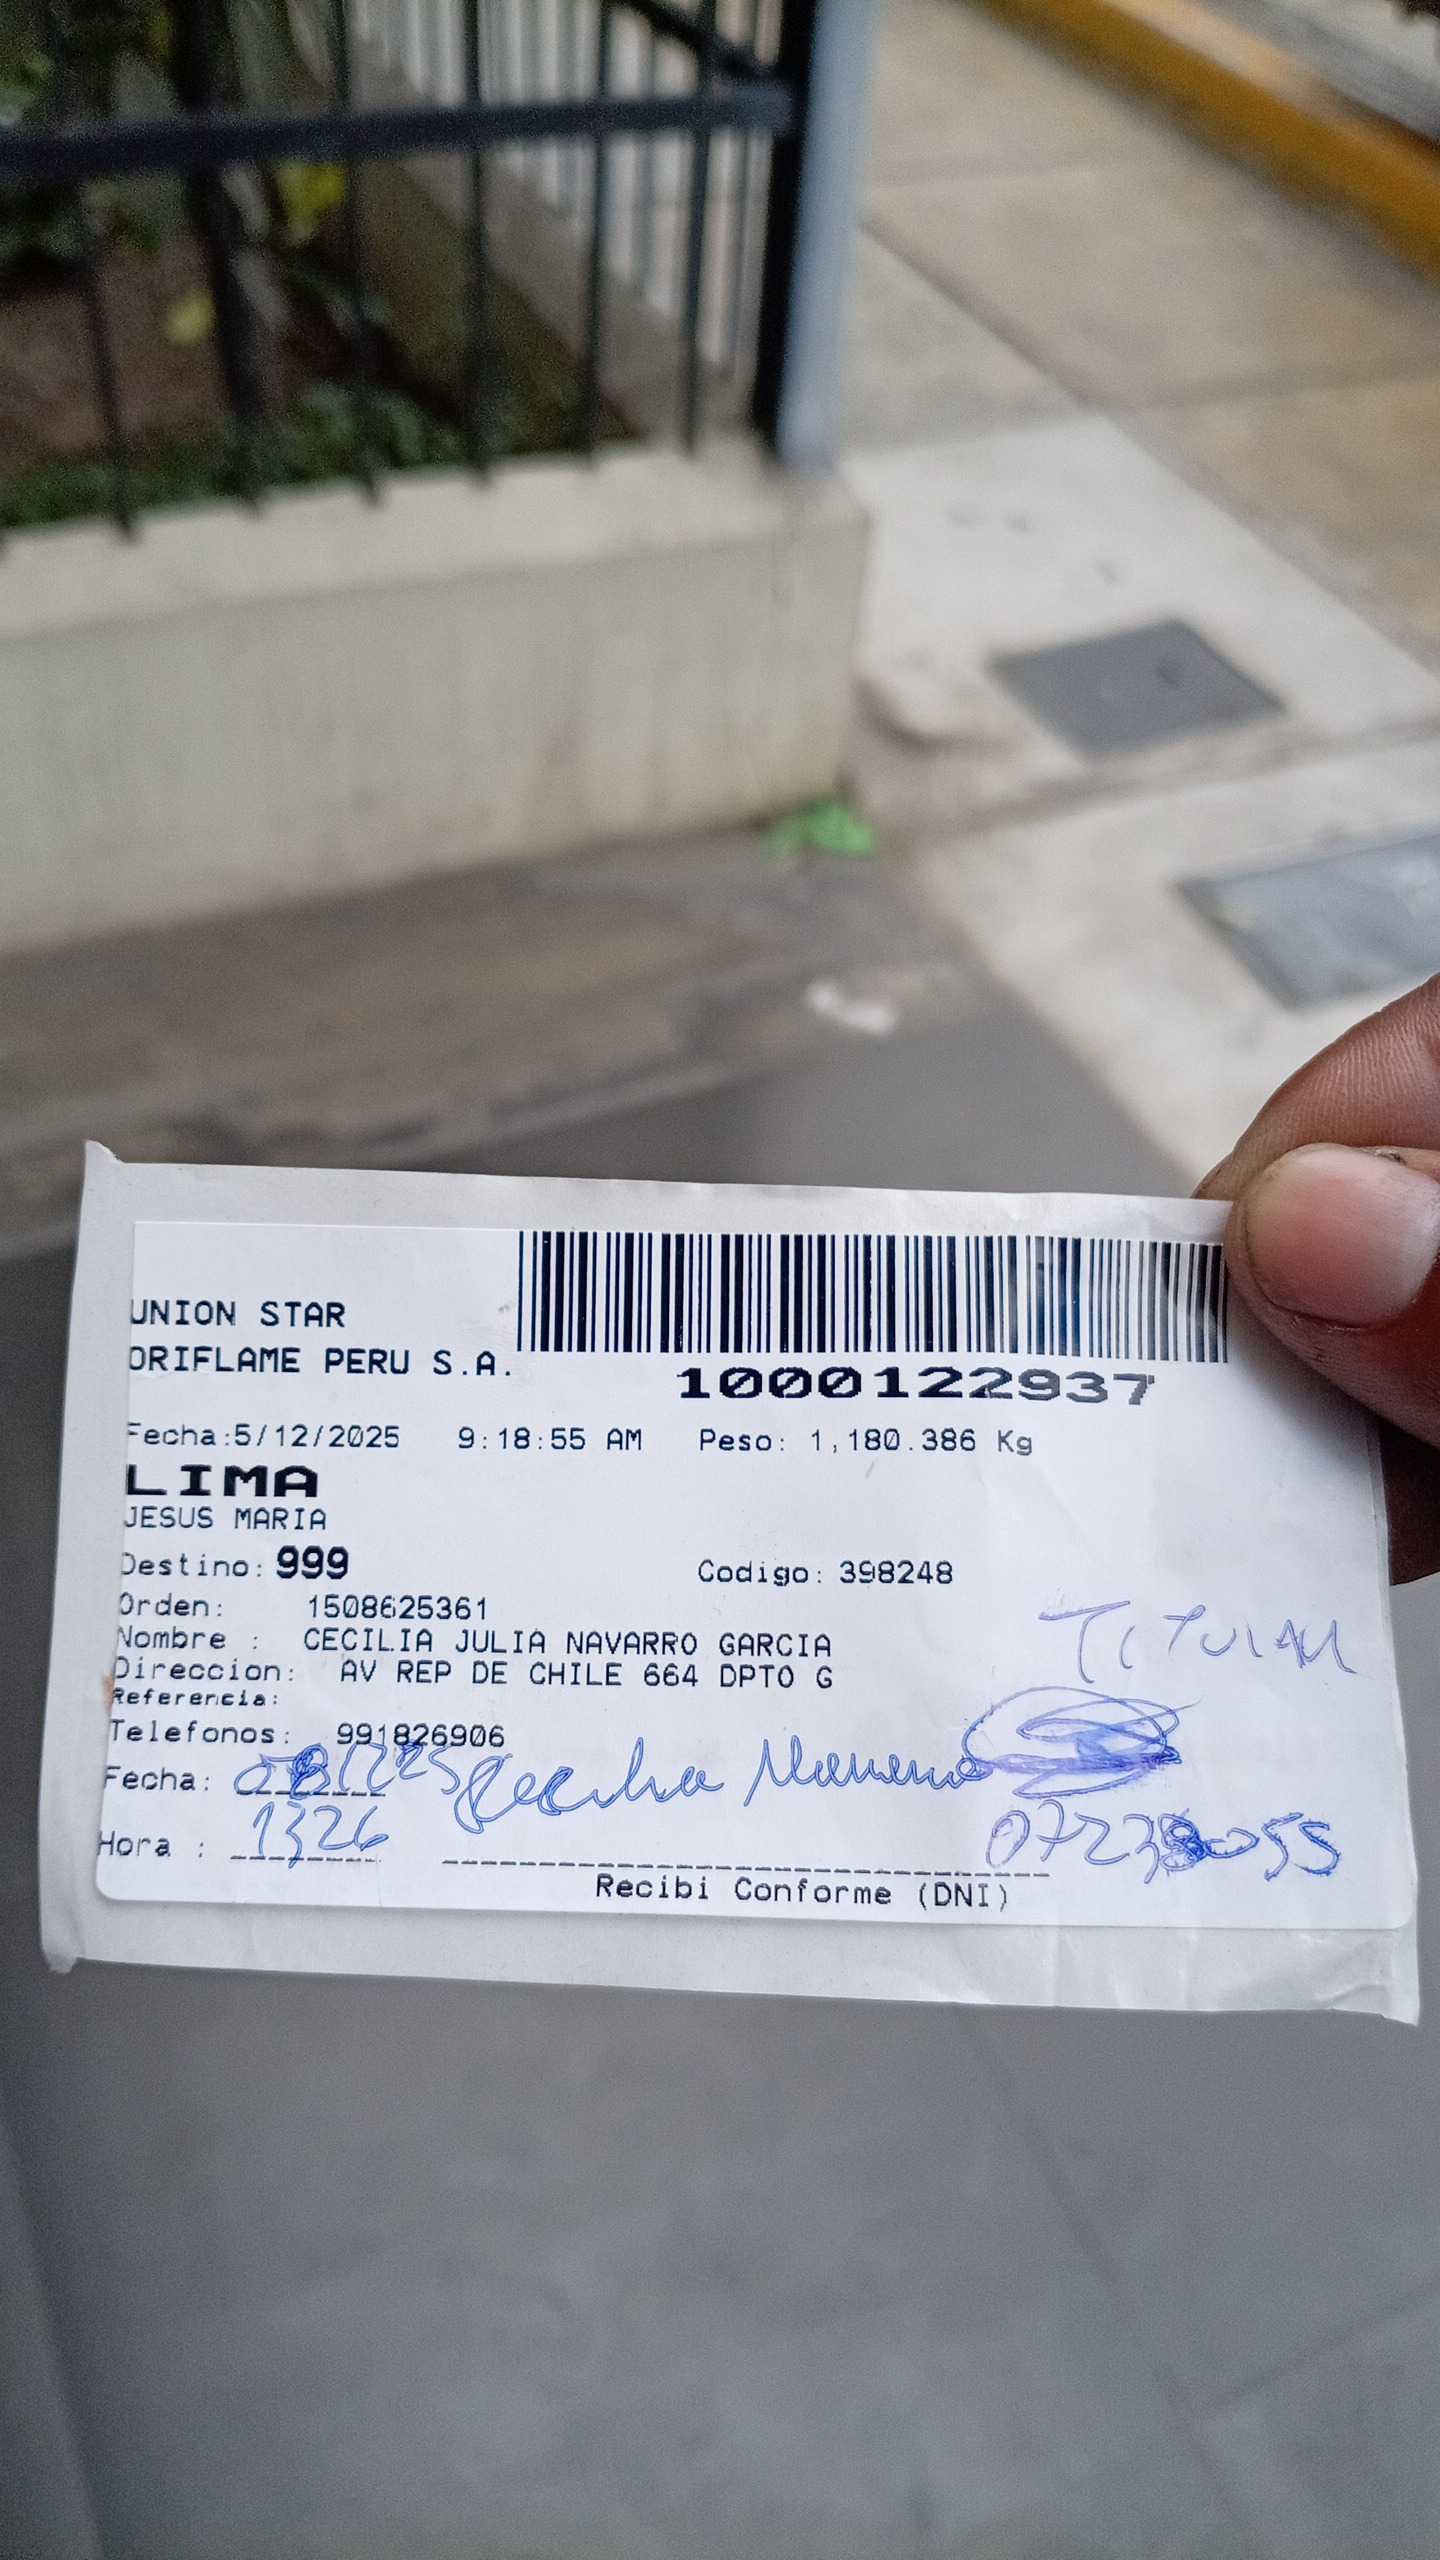 UNION STAR
ORIFLAME PERU S.A.
1000122937
Fecha:5/12/2025 9:18:55 AM Peso: 1,180.386 Kg
LIMA
JESUS MARIA
Destino: 999 Codigo: 398248
Orden: 1508625361
Nombre : CECILIA JULIA NAVARRO GARCIA
Direccion: AV REP DE CHILE 664 DPTO G
Referencia:
TITULAR
Telefonos: 991826906
Fecha: Cecilia
Hora : 1326
Recibi Conforme (DNI)